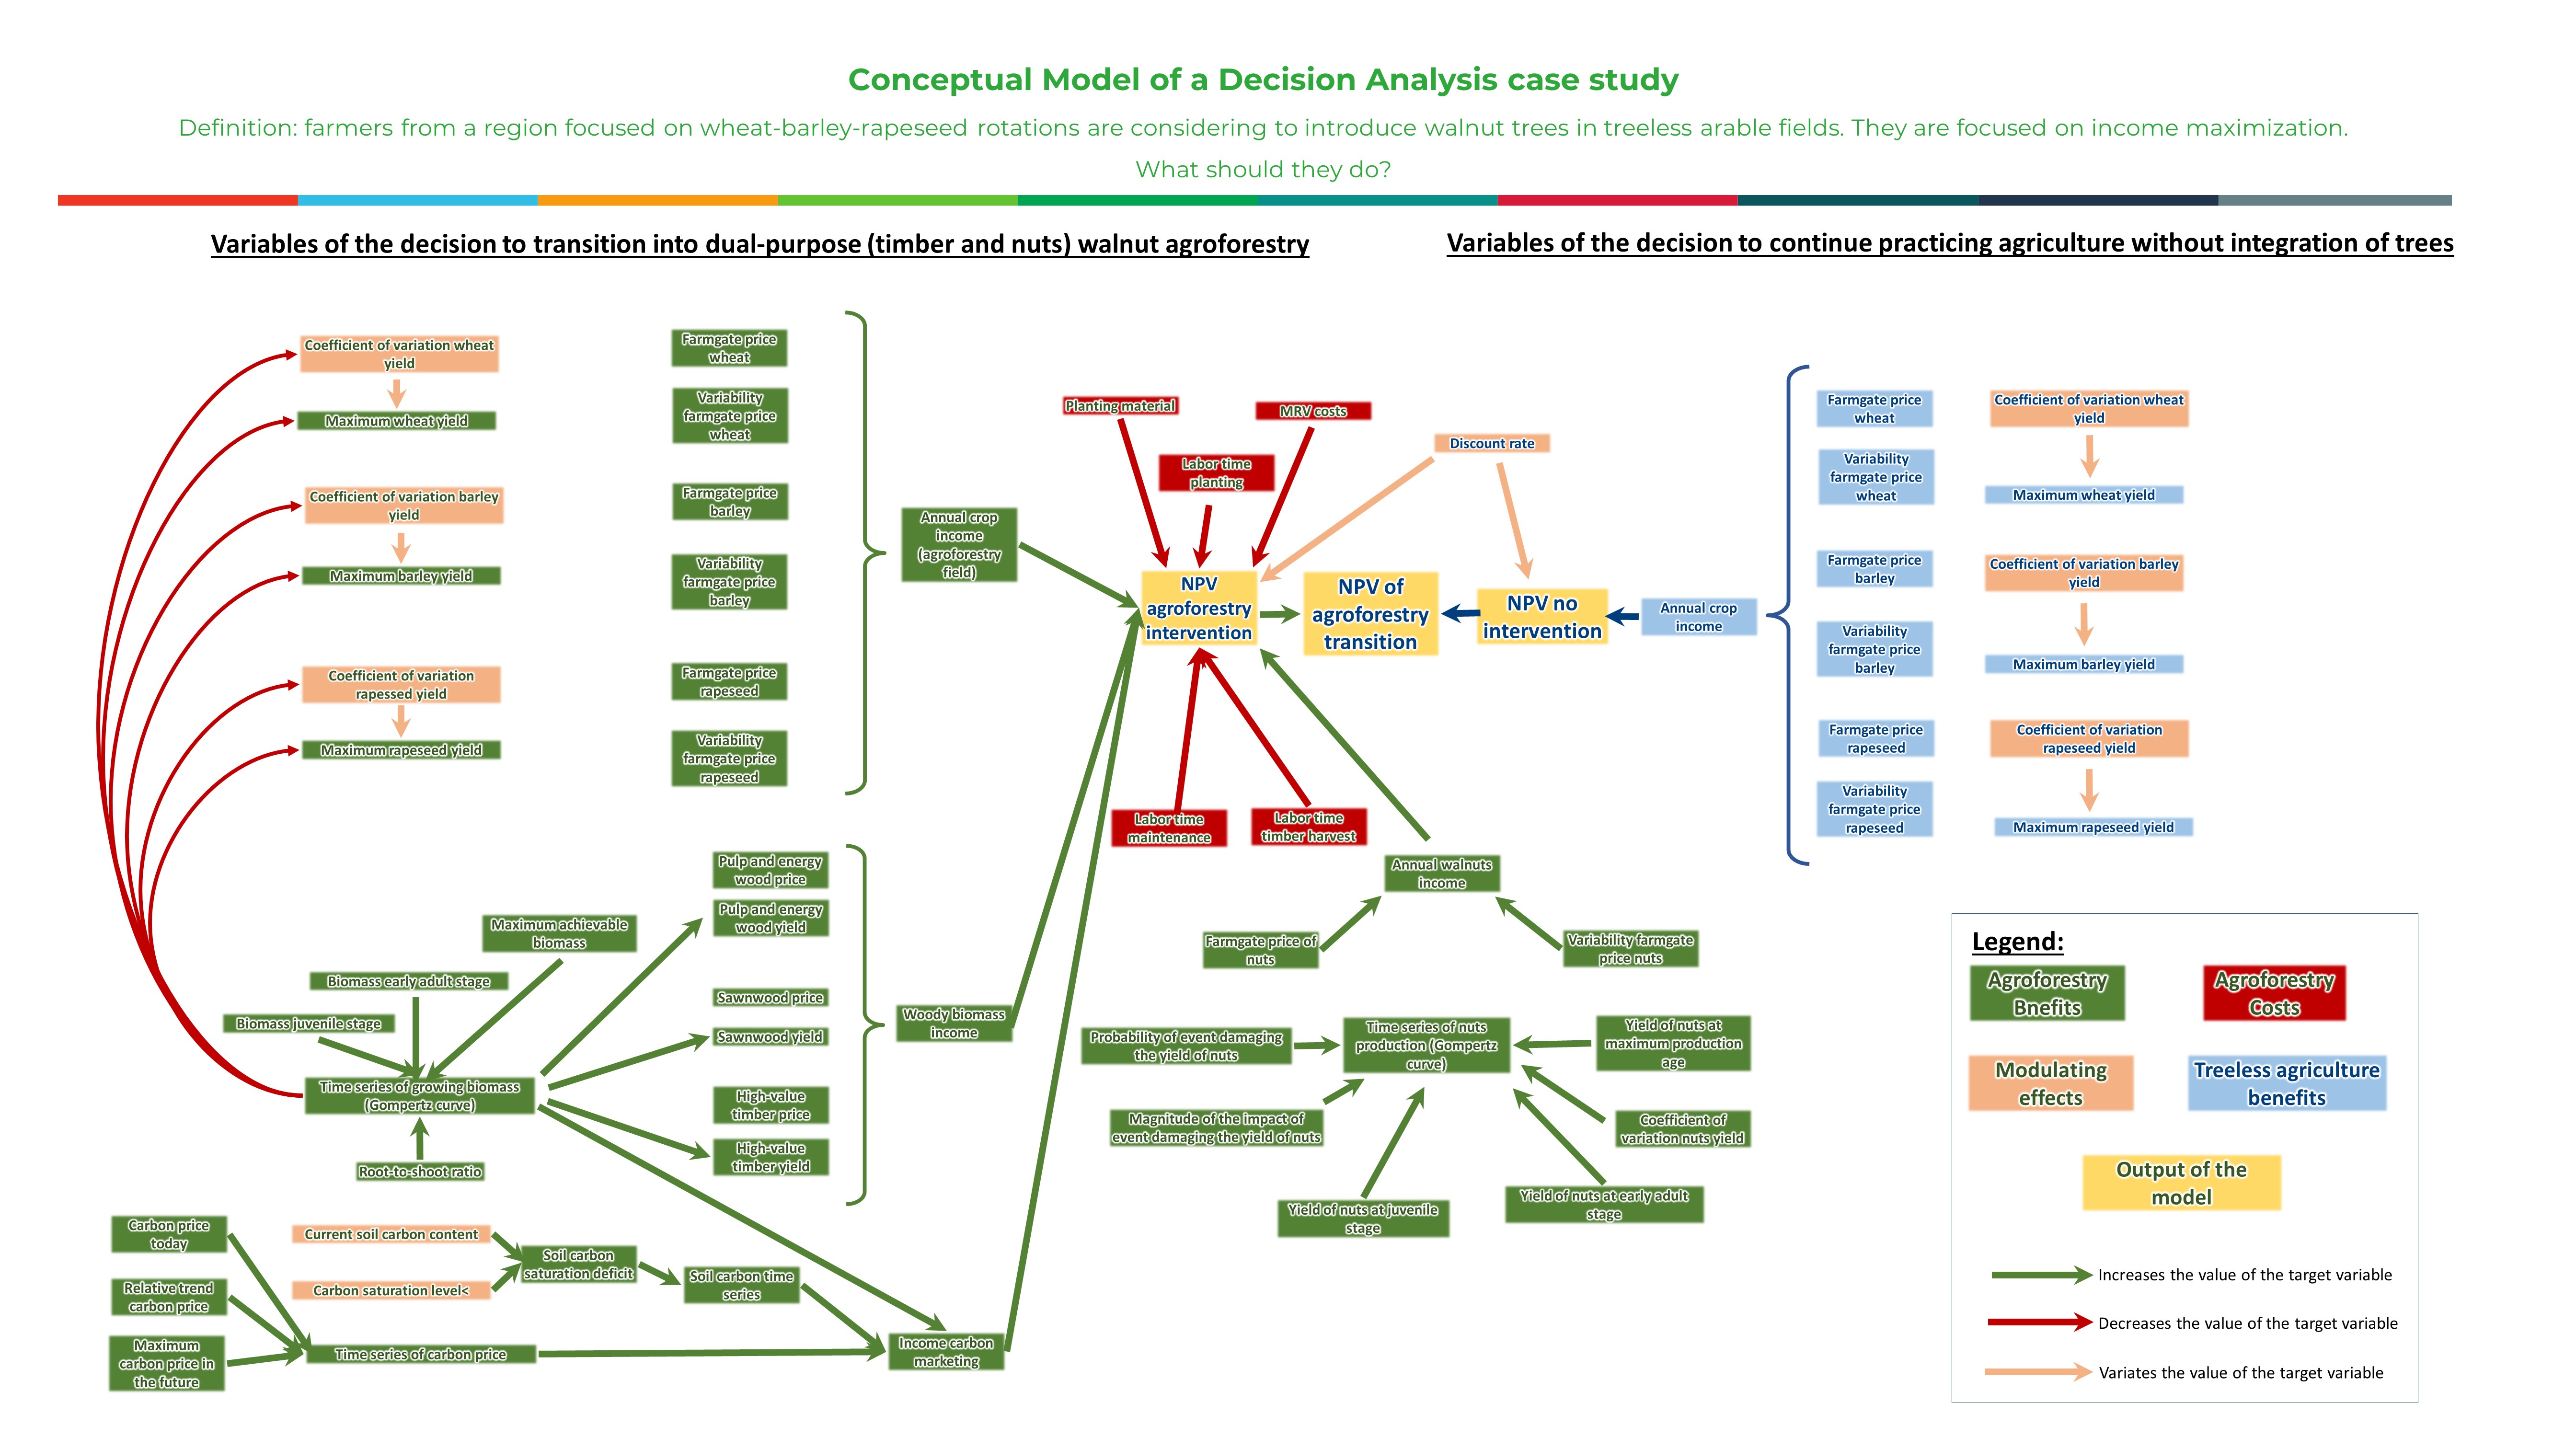 Conceptual Model of a Decision Analysis case study
Definition: farmers from a region focused on wheat-barley-rapeseed rotations are considering to introduce walnut trees in treeless arable fields. They are focused on income maximization.
What should they do?
Variables of the decision to transition into dual-purpose (timber and nuts) walnut agroforestry
Variables of the decision to continue practicing agriculture without integration of trees
Coefficient of variation wheat
yield
Maximum wheat yield
Coefficient of variation barley
yield
Maximum barley yield
Coefficient of variation
rapessed yield
Maximum rapeseed yield
Farmgate price
wheat
Variability
farmgate price
wheat
Farmgate price
barley
Variability
farmgate price
barley
Farmgate price
rapeseed
Variability
farmgate price
rapeseed
Annual crop
income
(agroforestry
field)
Planting material
MRV costs
Labor time
planting
Discount rate
NPV
agroforestry
intervention
NPV of
agroforestry
transition
NPV no
intervention
Annual crop
income
Labor time
maintenance
Labor time
timber harvest
Farmgate price
wheat
Variability
farmgate price
wheat
Farmgate price
barley
Variability
farmgate price
barley
Farmgate price
rapeseed
Variability
farmgate price
rapeseed
Coefficient of variation wheat
yield
Maximum wheat yield
Coefficient of variation barley
yield
Maximum barley yield
Coefficient of variation
rapeseed yield
Maximum rapeseed yield
Pulp and energy
wood price
Pulp and energy
wood yield
Sawnwood price
Sawnwood yield
High-value
timber price
High-value
timber yield
Woody biomass
income
Maximum achievable
biomass
Biomass early adult stage
Biomass juvenile stage
Time series of growing biomass
(Gompertz curve)
Root-to-shoot ratio
Carbon price
today
Relative trend
carbon price
Maximum
carbon price in
the future
Current soil carbon content
Carbon saturation level<
Soil carbon
saturation deficit
Soil carbon time
series
Time series of carbon price
Income carbon
marketing
Annual walnuts
income
Farmgate price of
nuts
Variability farmgate
price nuts
Probability of event damaging
the yield of nuts
Time series of nuts
production (Gompertz
curve)
Yield of nuts at
maximum production
age
Magnitude of the impact of
event damaging the yield of nuts
Coefficient of
variation nuts yield
Yield of nuts at juvenile
stage
Yield of nuts at early adult
stage
Legend:
Agroforestry
Bnefits
Agroforestry
Costs
Modulating
effects
Treeless agriculture
benefits
Output of the
model
Increases the value of the target variable
Decreases the value of the target variable
Variates the value of the target variable